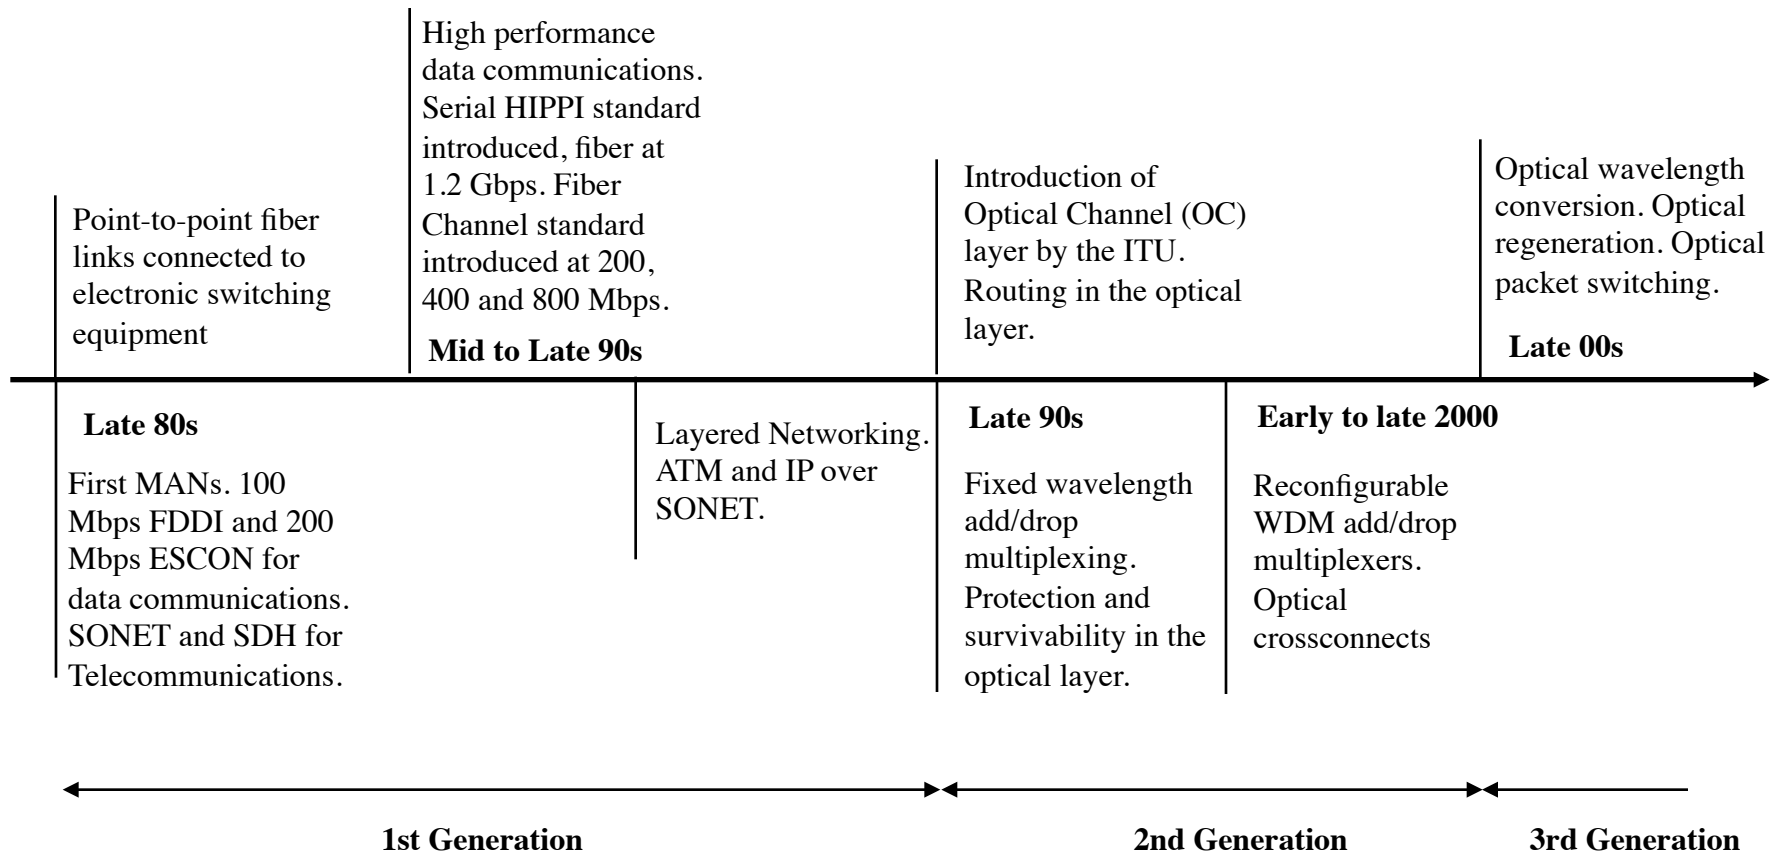 High performance
data communications.
Serial HIPPI standard
introduced, fiber at
1.2 Gbps. Fiber
Channel standard
introduced at 200,
400 and 800 Mbps.
Mid to Late 90s
Point-to-point fiber
links connected to
electronic switching
equipment
Introduction of
Optical Channel (OC)
layer by the ITU.
Routing in the optical
layer.
Optical wavelength
conversion. Optical
regeneration. Optical
packet switching.
Late 00s
Late 80s
First MANs. 100
Mbps FDDI and 200
Mbps ESCON for
data communications.
SONET and SDH for
Telecommunications.
Layered Networking.
ATM and IP over
SONET.
Late 90s
Fixed wavelength
add/drop
multiplexing.
Protection and
survivability in the
optical layer.
Early to late 2000
Reconfigurable
WDM add/drop
multiplexers.
Optical
crossconnects
1st Generation
2nd Generation
3rd Generation